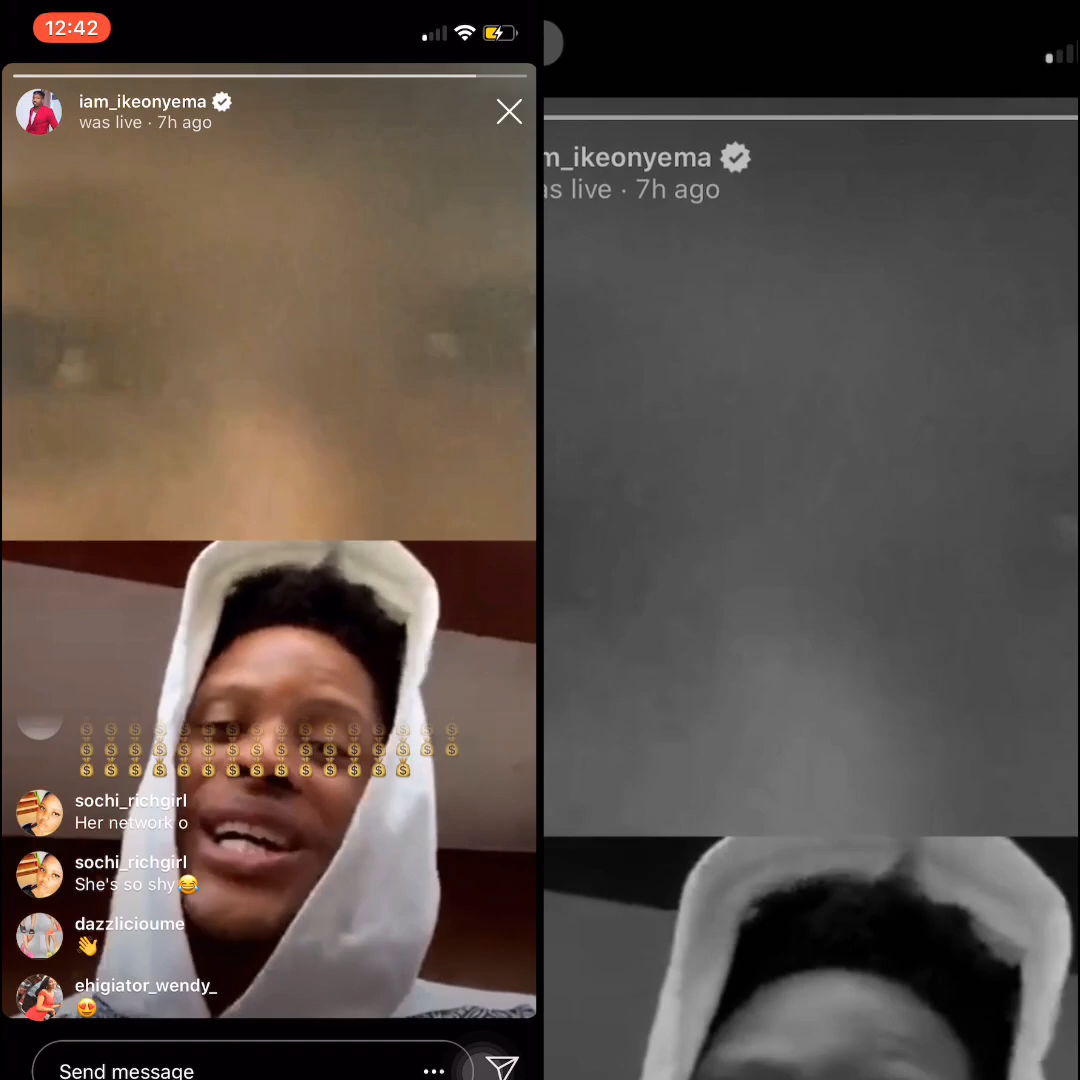 12:42
iam_ikeonyema
was live · 7h ago
sochi_richgirl
Her network o
sochi_richgirl
She's so shy😂
dazzlicioume
👋
ehigiator_wendy_
😍
Send message
m_ikeonyema
as live · 7h ago